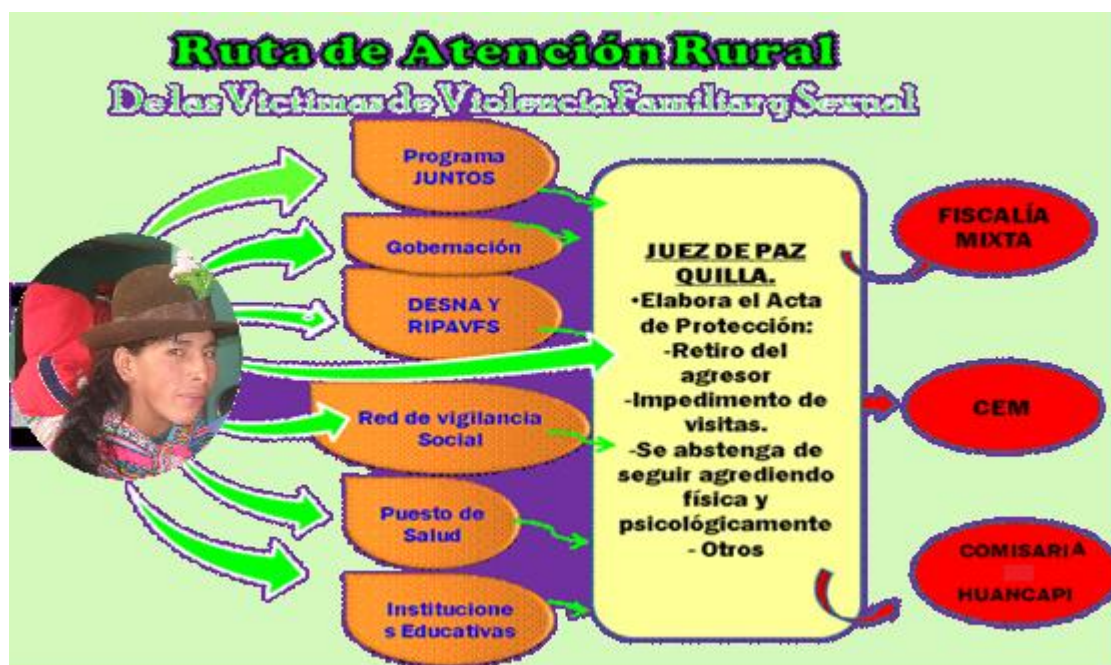 Ruta de Atención Rural
De las Víctimas de Violencia Familiar y Sexual
Programa
JUNTOS
Gobernación
DESNA Y
RIPAVFS
Red de vigilancia
Social
Puesto de
Salud
Institucione
s Educativas
JUEZ DE PAZ
QUILLA.
•Elabora el Acta
de Protección:
-Retiro del
agresor
-Impedimento de
visitas.
-Se abstenga de
seguir agrediendo
física y
psicológicamente
- Otros
FISCALÍA
MIXTA
CEM
COMISARIA
HUANCAPI